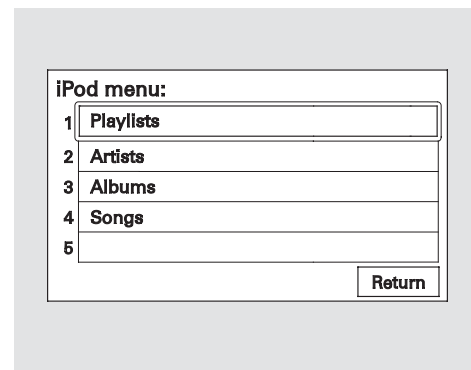 iPod menu:
1 Playlists
2 Artists
3 Albums
4 Songs
5
Return